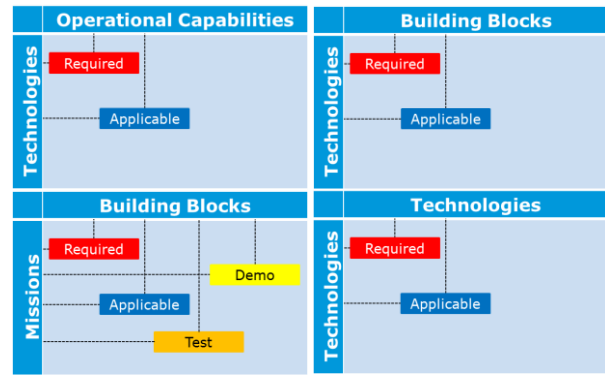 Operational Capabilities
Technologies
Required
Applicable
Building Blocks
Technologies
Required
Applicable
Building Blocks
Missions
Required
Demo
Applicable
Test
Technologies
Technologies
Required
Applicable